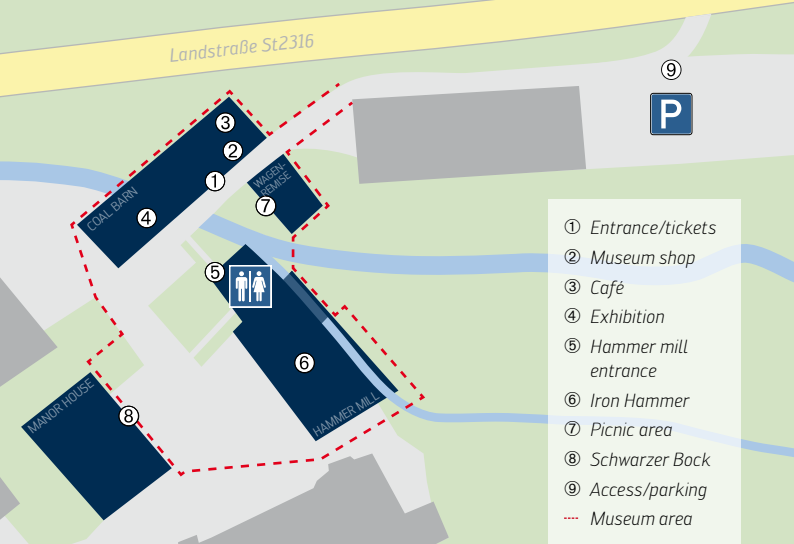 Landstraße St2316
⑨
P
③
②
①
④
COAL BARN
WAGEN-
REMISE
⑦
⑤
⑥
HAMMER MILL
MANOR HOUSE
⑧
① Entrance/tickets
② Museum shop
③ Café
④ Exhibition
⑤ Hammer mill
entrance
⑥ Iron Hammer
⑦ Picnic area
⑧ Schwarzer Bock
⑨ Access/parking
Museum area